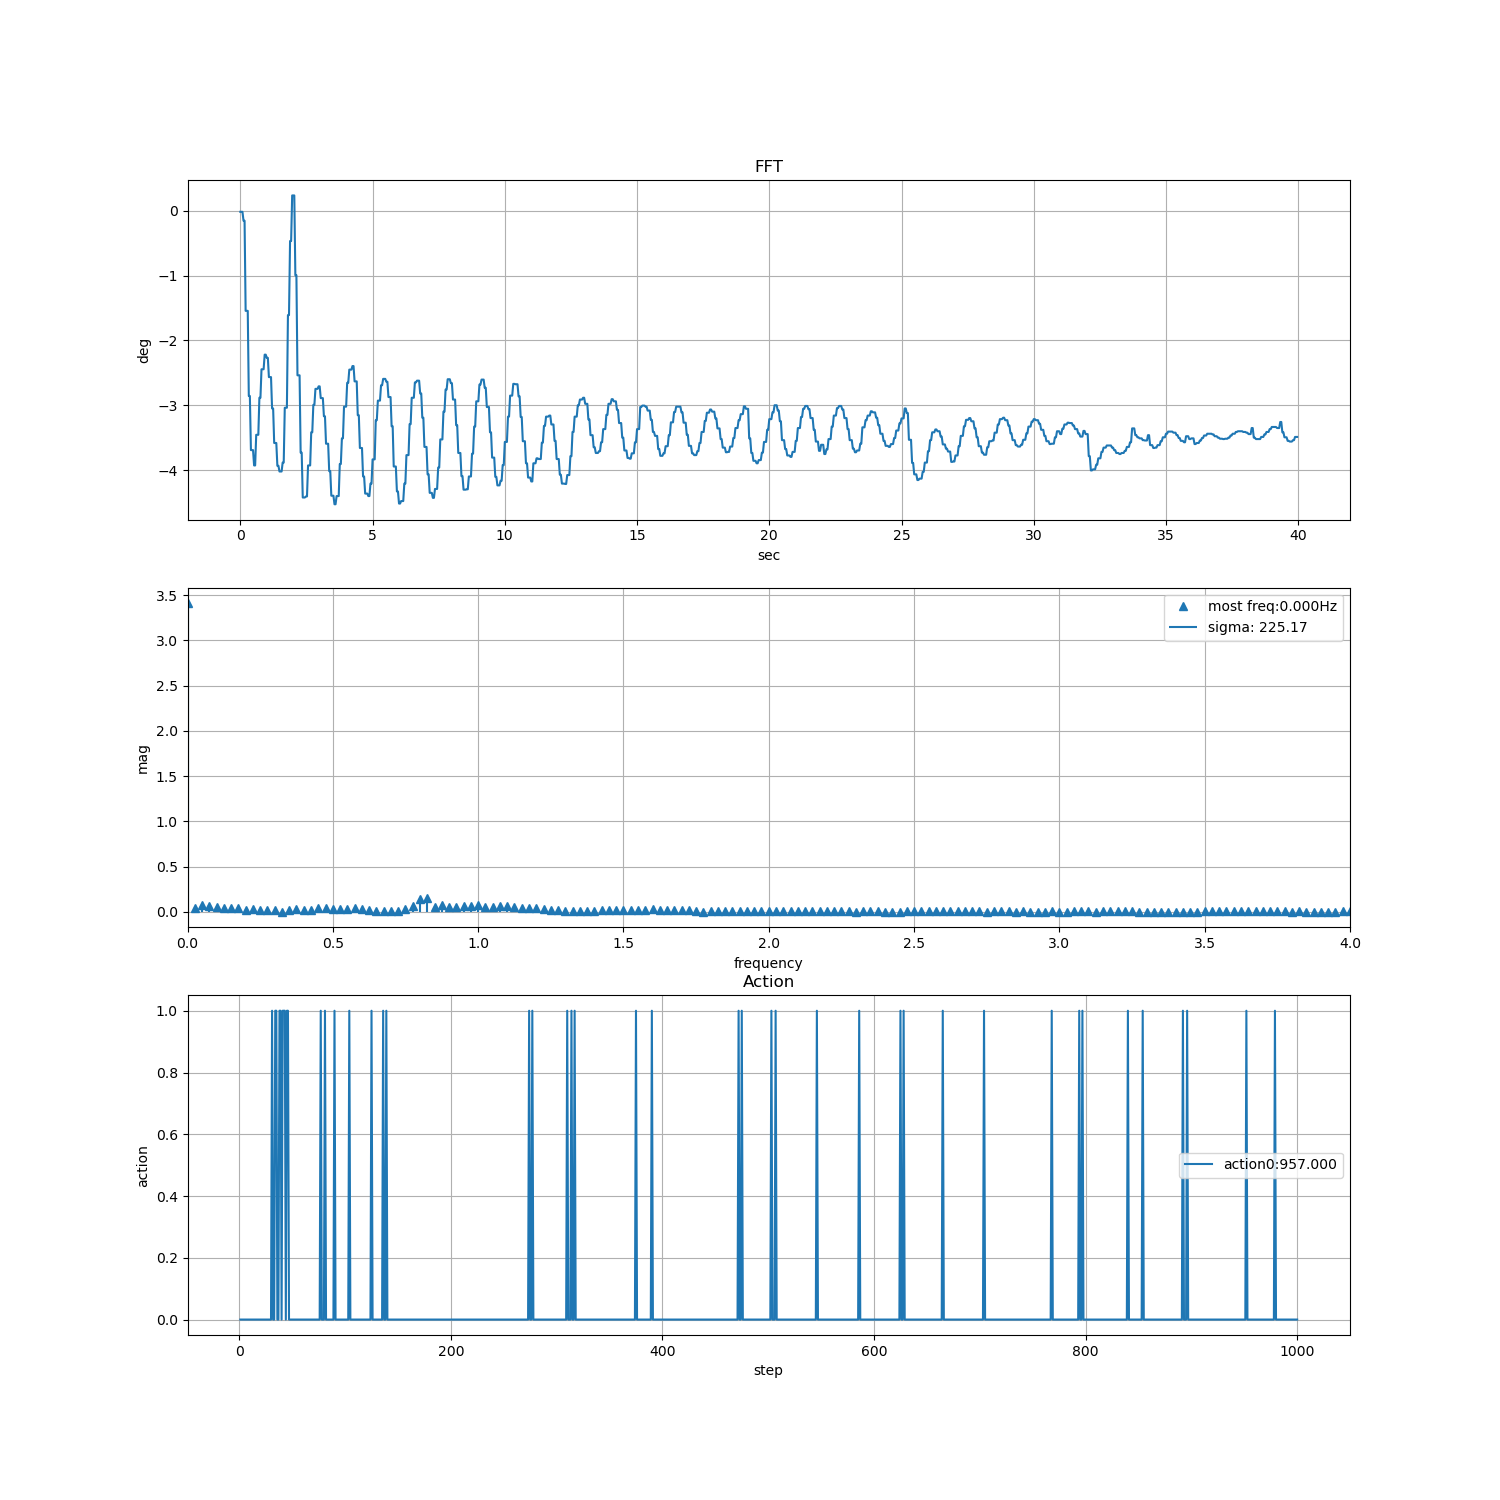 FFT
0
−1
−2
−3
−4
deg
0 5 10 15 20 25 30 35 40
sec
3.5
3.0
2.5
2.0
1.5
1.0
0.5
0.0
mag
most freq:0.000Hz
sigma: 225.17
0.0 0.5 1.0 1.5 2.0 2.5 3.0 3.5 4.0
frequency
Action
1.0
0.8
0.6
0.4
0.2
0.0
action
action0:957.000
0 200 400 600 800 1000
step